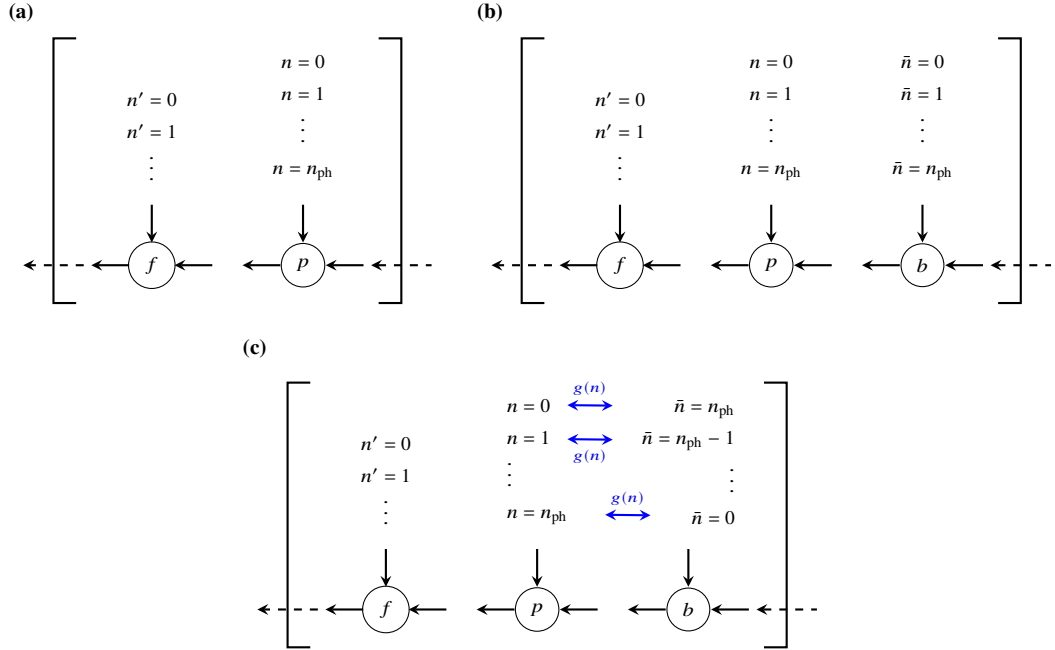 (a)
n′ = 0
n′ = 1
⋮
n = 0
n = 1
⋮
n = n_ph
f
p
(b)
n′ = 0
n′ = 1
⋮
n = 0
n = 1
⋮
n = n_ph
n̄ = 0
n̄ = 1
⋮
n̄ = n_ph
f
p
b
(c)
n′ = 0
n′ = 1
⋮
n = 0
g(n)
n̄ = n_ph
n = 1
g(n)
n̄ = n_ph − 1
⋮
⋮
n = n_ph
g(n)
n̄ = 0
f
p
b